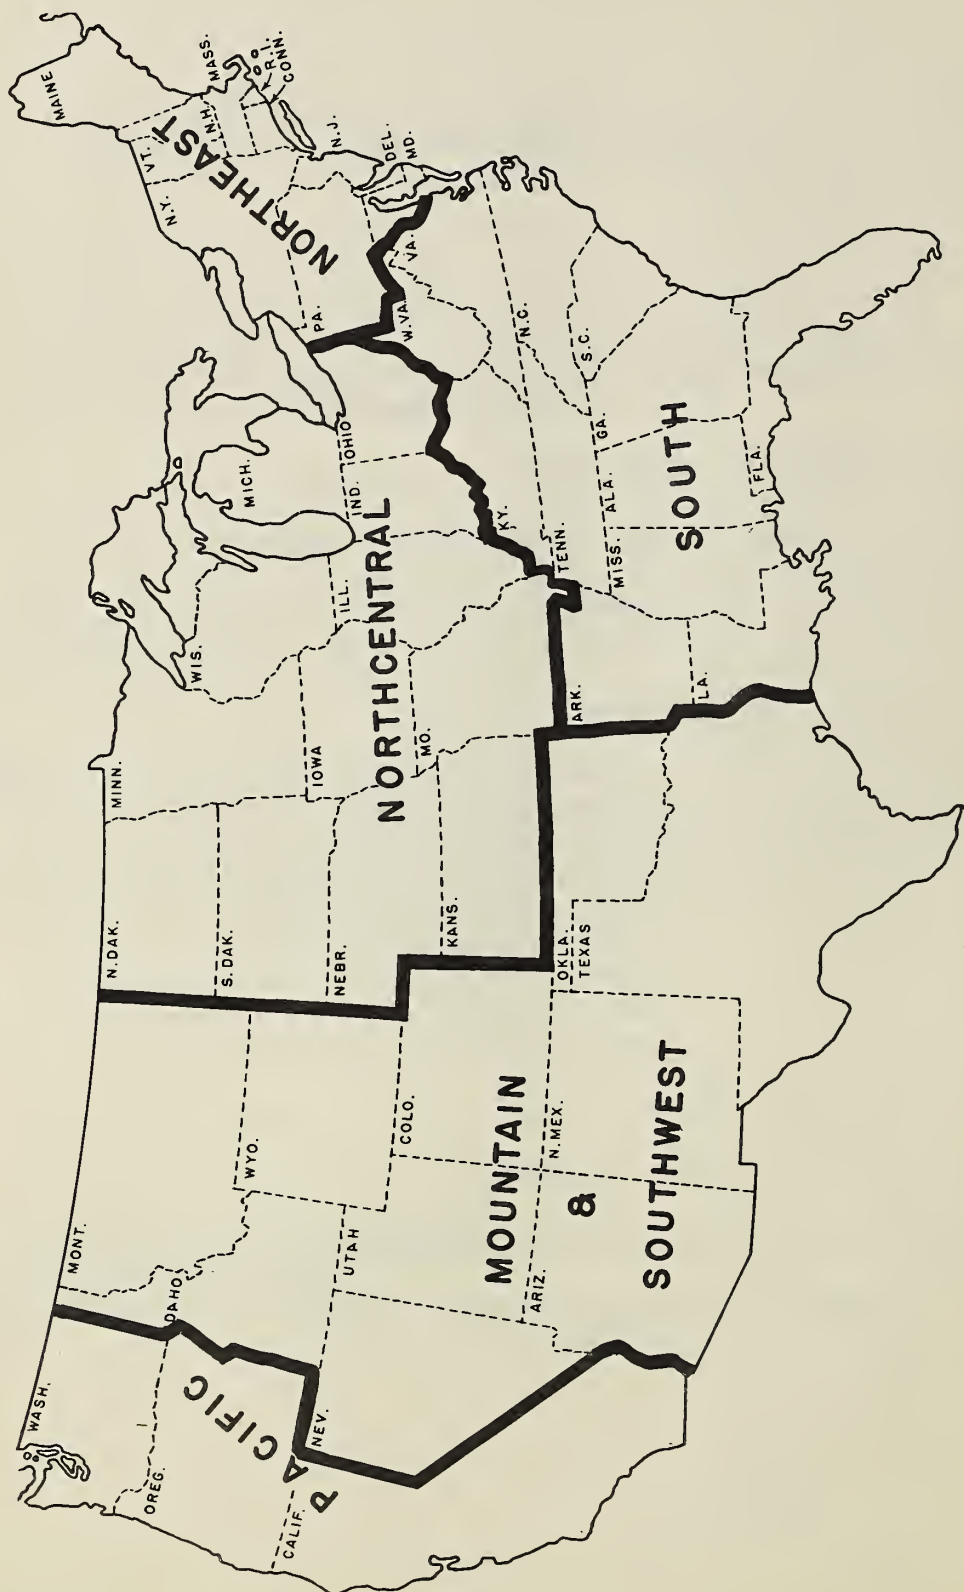 WASH.
OREG.
CALIF.
PACIFIC
MONT.
IDAHO
NEV.
WYO.
UTAH
COLO.
ARIZ.
N. MEX.
MOUNTAIN
&
SOUTHWEST
N. DAK.
S. DAK.
NEBR.
KANS.
OKLA.
TEXAS
MINN.
IOWA
MO.
WIS.
ILL.
MICH.
IND.
OHIO
NORTHCENTRAL
ARK.
LA.
KY.
TENN.
MISS.
ALA.
GA.
FLA.
S.C.
N.C.
VA.
W.VA.
SOUTH
PA.
N.Y.
VT.
N.H.
MAINE
MASS.
R.I.
CONN.
N.J.
DEL.
MD.
NORTHEAST